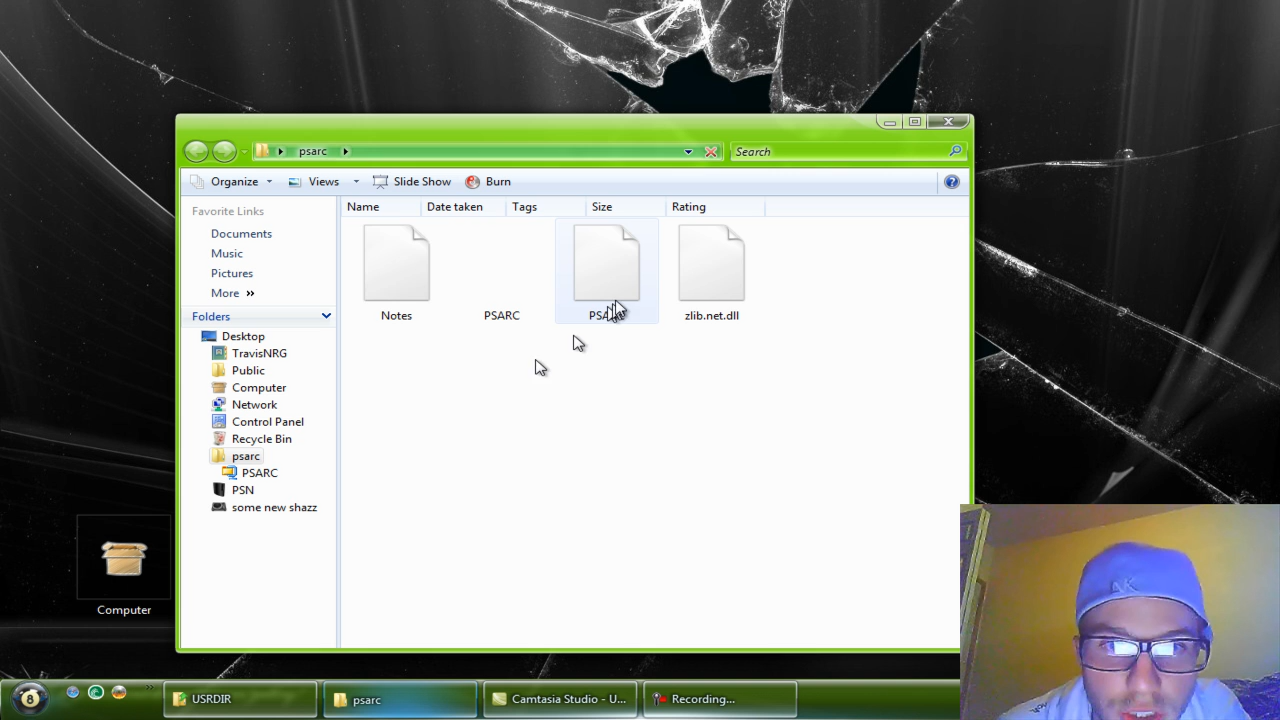 psarc
Search
Organize
Views
Slide Show
Burn
Favorite Links
Documents
Music
Pictures
More »
Folders
Desktop
TravisNRG
Public
Computer
Network
Control Panel
Recycle Bin
psarc
PSARC
PSN
some new shazz
Name
Date taken
Tags
Size
Rating
Notes
PSARC
zlib.net.dll
Computer
8
USRDIR
psarc
Camtasia Studio - U...
Recording...